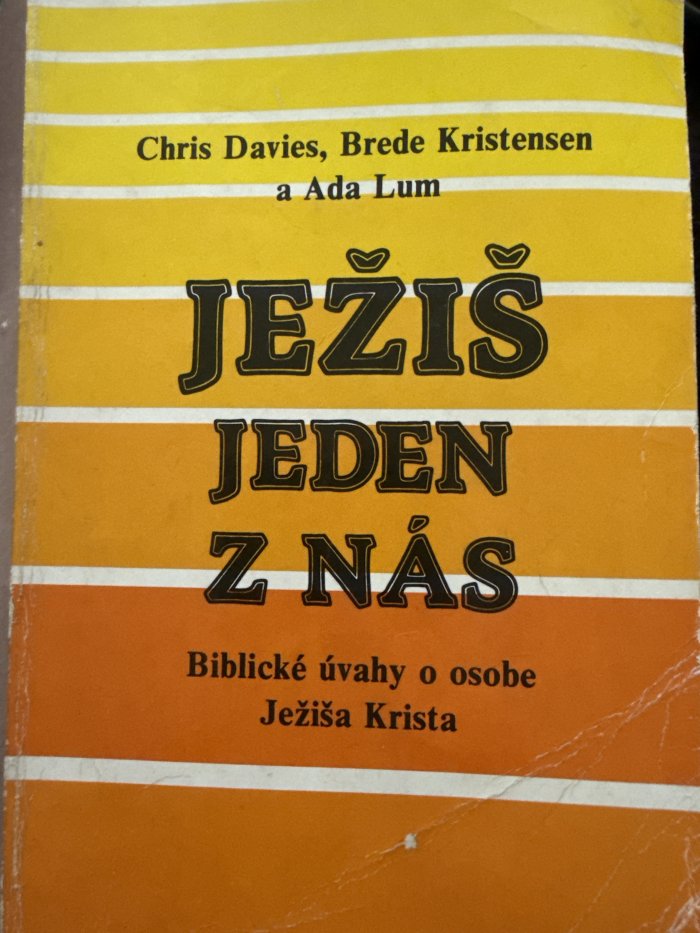 Chris Davies, Brede Kristensen
a Ada Lum
JEŽIŠ
JEDEN
Z NÁS
Biblické úvahy o osobe
Ježiša Krista